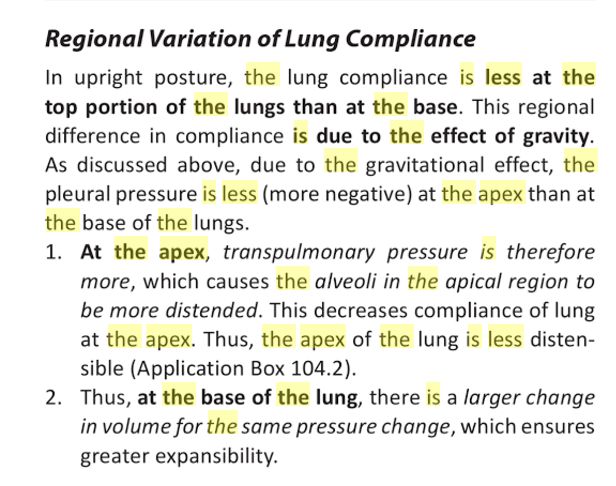 Regional Variation of Lung Compliance
In upright posture, the lung compliance is less at the
top portion of the lungs than at the base. This regional
difference in compliance is due to the effect of gravity.
As discussed above, due to the gravitational effect, the
pleural pressure is less (more negative) at the apex than at
the base of the lungs.
1. At the apex, transpulmonary pressure is therefore
more, which causes the alveoli in the apical region to
be more distended. This decreases compliance of lung
at the apex. Thus, the apex of the lung is less disten-
sible (Application Box 104.2).
2. Thus, at the base of the lung, there is a larger change
in volume for the same pressure change, which ensures
greater expansibility.